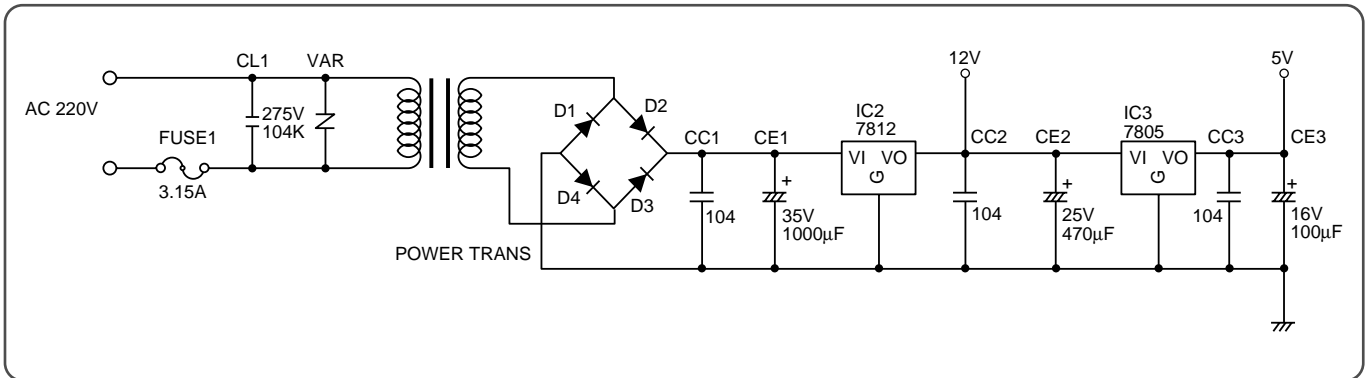 CL1
VAR
AC 220V
275V
104K
FUSE1
3.15A
POWER TRANS
D1
D2
D4
D3
CC1
CE1
104
+
35V
1000μF
IC2
7812
VI VO
G
12V
CC2
CE2
104
+
25V
470μF
IC3
7805
VI VO
G
5V
CC3
CE3
104
+
16V
100μF